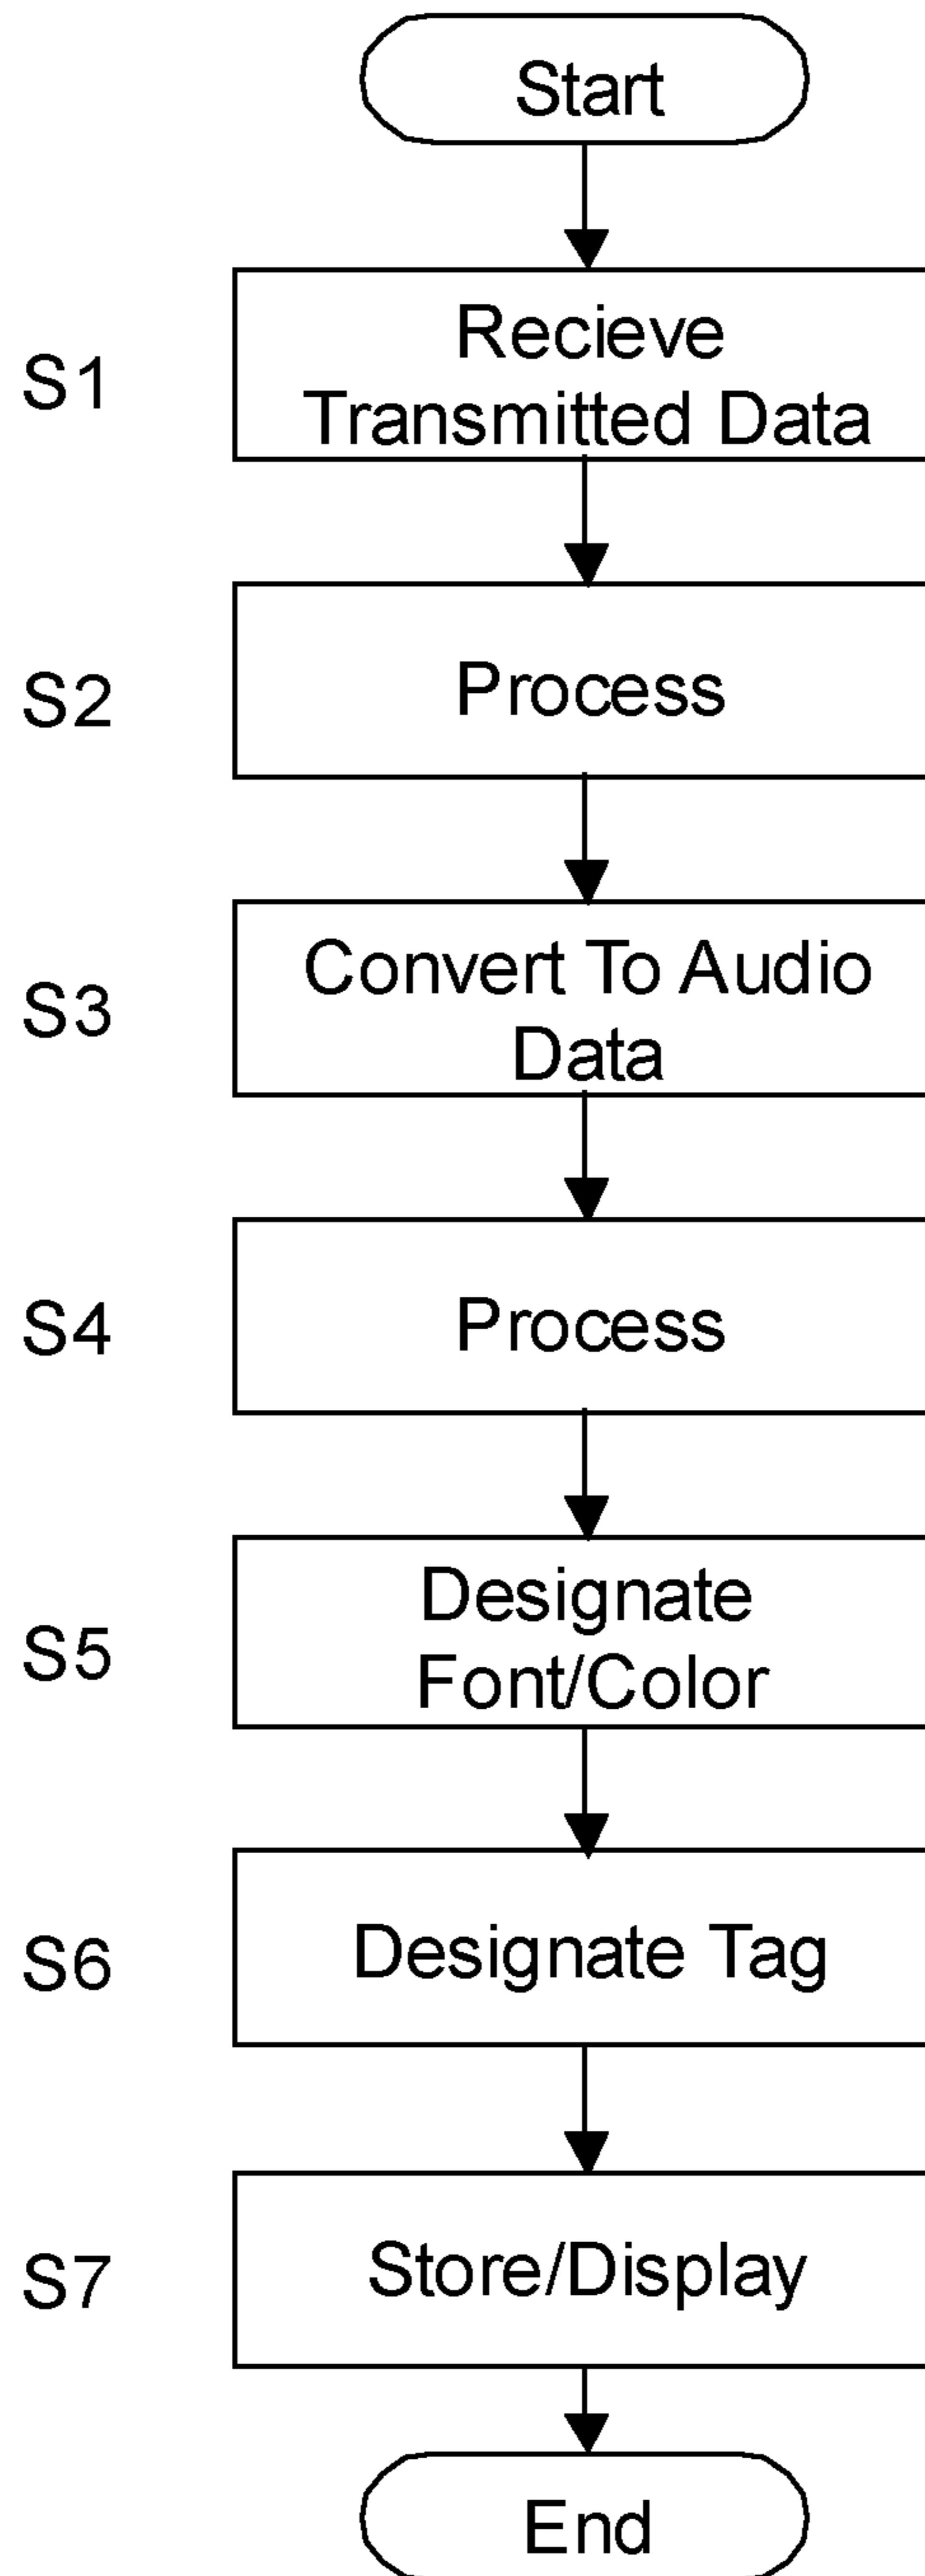 Start
S1
Recieve
Transmitted Data
S2
Process
S3
Convert To Audio
Data
S4
Process
S5
Designate
Font/Color
S6
Designate Tag
S7
Store/Display
End